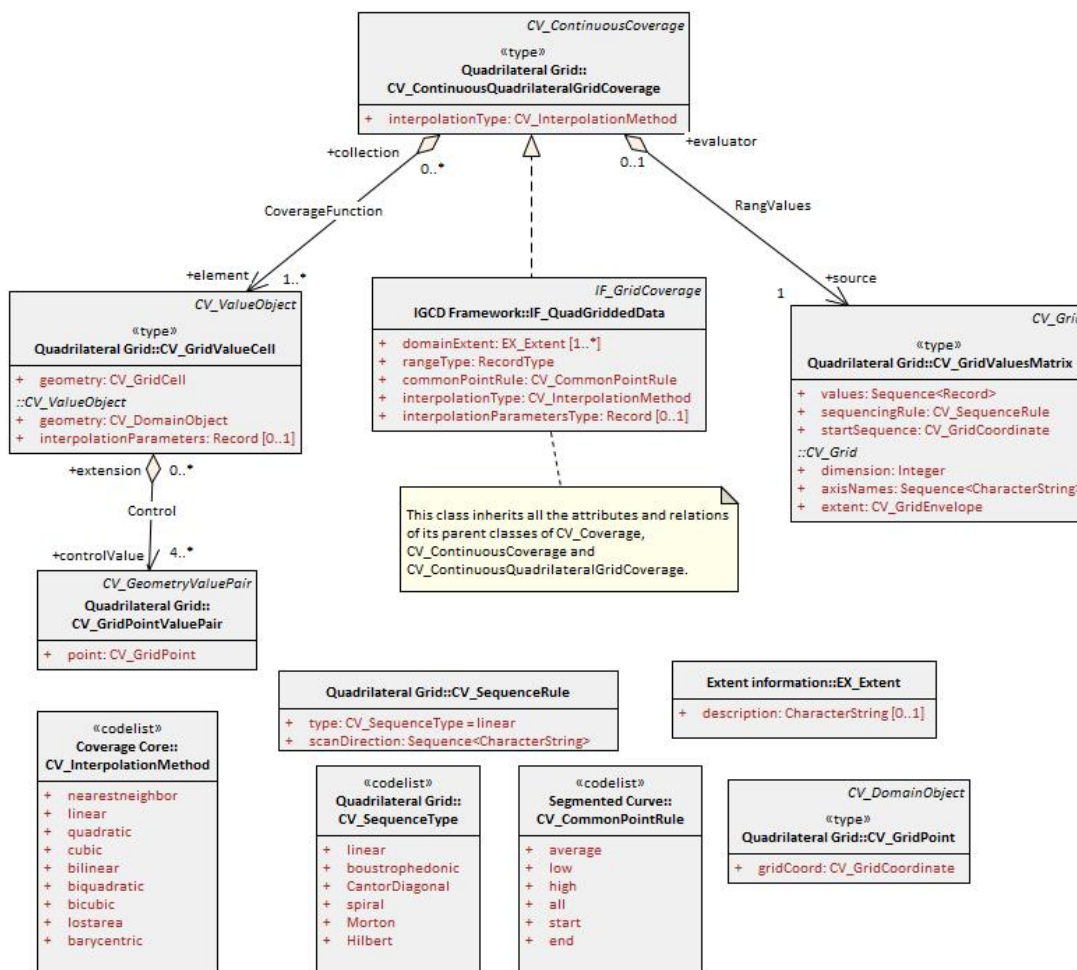 CV_ContinuousCoverage
«type»
Quadrilateral Grid::
CV_ContinuousQuadrilateralGridCoverage
+ interpolationType: CV_InterpolationMethod
+collection
0..*
+evaluator
0..1
CoverageFunction
RangValues
+element
1..*
+source
1
CV_ValueObject
«type»
Quadrilateral Grid::CV_GridValueCell
+ geometry: CV_GridCell
::CV_ValueObject
+ geometry: CV_DomainObject
+ interpolationParameters: Record [0..1]
IF_GridCoverage
IGCD Framework::IF_QuadGriddedData
+ domainExtent: EX_Extent [1..*]
+ rangeType: RecordType
+ commonPointRule: CV_CommonPointRule
+ interpolationType: CV_InterpolationMethod
+ interpolationParametersType: Record [0..1]
CV_Grid
«type»
Quadrilateral Grid::CV_GridValuesMatrix
+ values: Sequence<Record>
+ sequencingRule: CV_SequenceRule
+ startSequence: CV_GridCoordinate
::CV_Grid
+ dimension: Integer
+ axisNames: Sequence<CharacterString>
+ extent: CV_GridEnvelope
+extension
0..*
Control
+controlValue
4..*
This class inherits all the attributes and relations
of its parent classes of CV_Coverage,
CV_ContinuousCoverage and
CV_ContinuousQuadrilateralGridCoverage.
CV_GeometryValuePair
Quadrilateral Grid::
CV_GridPointValuePair
+ point: CV_GridPoint
Quadrilateral Grid::CV_SequenceRule
+ type: CV_SequenceType = linear
+ scanDirection: Sequence<CharacterString>
Extent information::EX_Extent
+ description: CharacterString [0..1]
«codelist»
Coverage Core::
CV_InterpolationMethod
+ nearestneighbor
+ linear
+ quadratic
+ cubic
+ bilinear
+ biquadratic
+ bicubic
+ lostarea
+ barycentric
«codelist»
Quadrilateral Grid::
CV_SequenceType
+ linear
+ boustrophedonic
+ CantorDiagonal
+ spiral
+ Morton
+ Hilbert
«codelist»
Segmented Curve::
CV_CommonPointRule
+ average
+ low
+ high
+ all
+ start
+ end
CV_DomainObject
«type»
Quadrilateral Grid::CV_GridPoint
+ gridCoord: CV_GridCoordinate